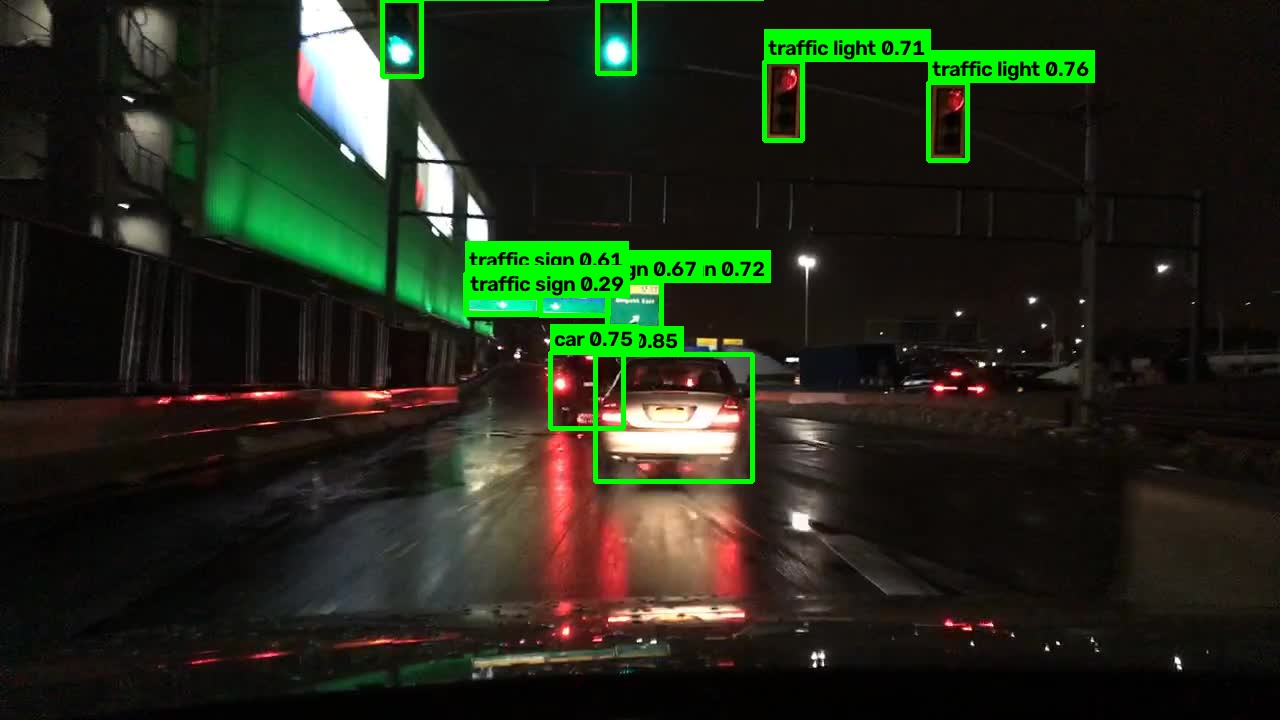 traffic light 0.71
traffic light 0.76
traffic sign 0.61
gn 0.67
n 0.72
traffic sign 0.29
car 0.75
0.85